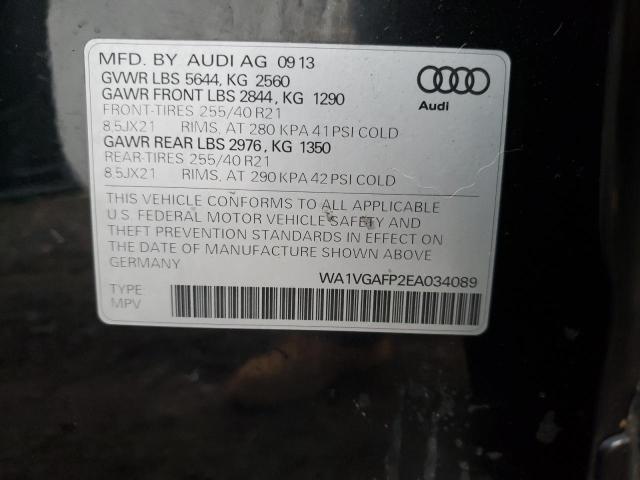 MFD. BY AUDI AG 09 13
GVWR LBS 5644, KG 2560
GAWR FRONT LBS 2844, KG 1290
FRONT-TIRES 255/40 R21
8,5JX21 RIMS, AT 280 KPA 41 PSI COLD
GAWR REAR LBS 2976, KG 1350
REAR-TIRES 255/40 R21
8,5JX21 RIMS, AT 290 KPA 42 PSI COLD
Audi
THIS VEHICLE CONFORMS TO ALL APPLICABLE
U.S. FEDERAL MOTOR VEHICLE SAFETY AND
THEFT PREVENTION STANDARDS IN EFFECT ON
THE DATE OF MANUFACTURE SHOWN ABOVE
GERMANY
WA1VGAFP2EA034089
TYPE
MPV